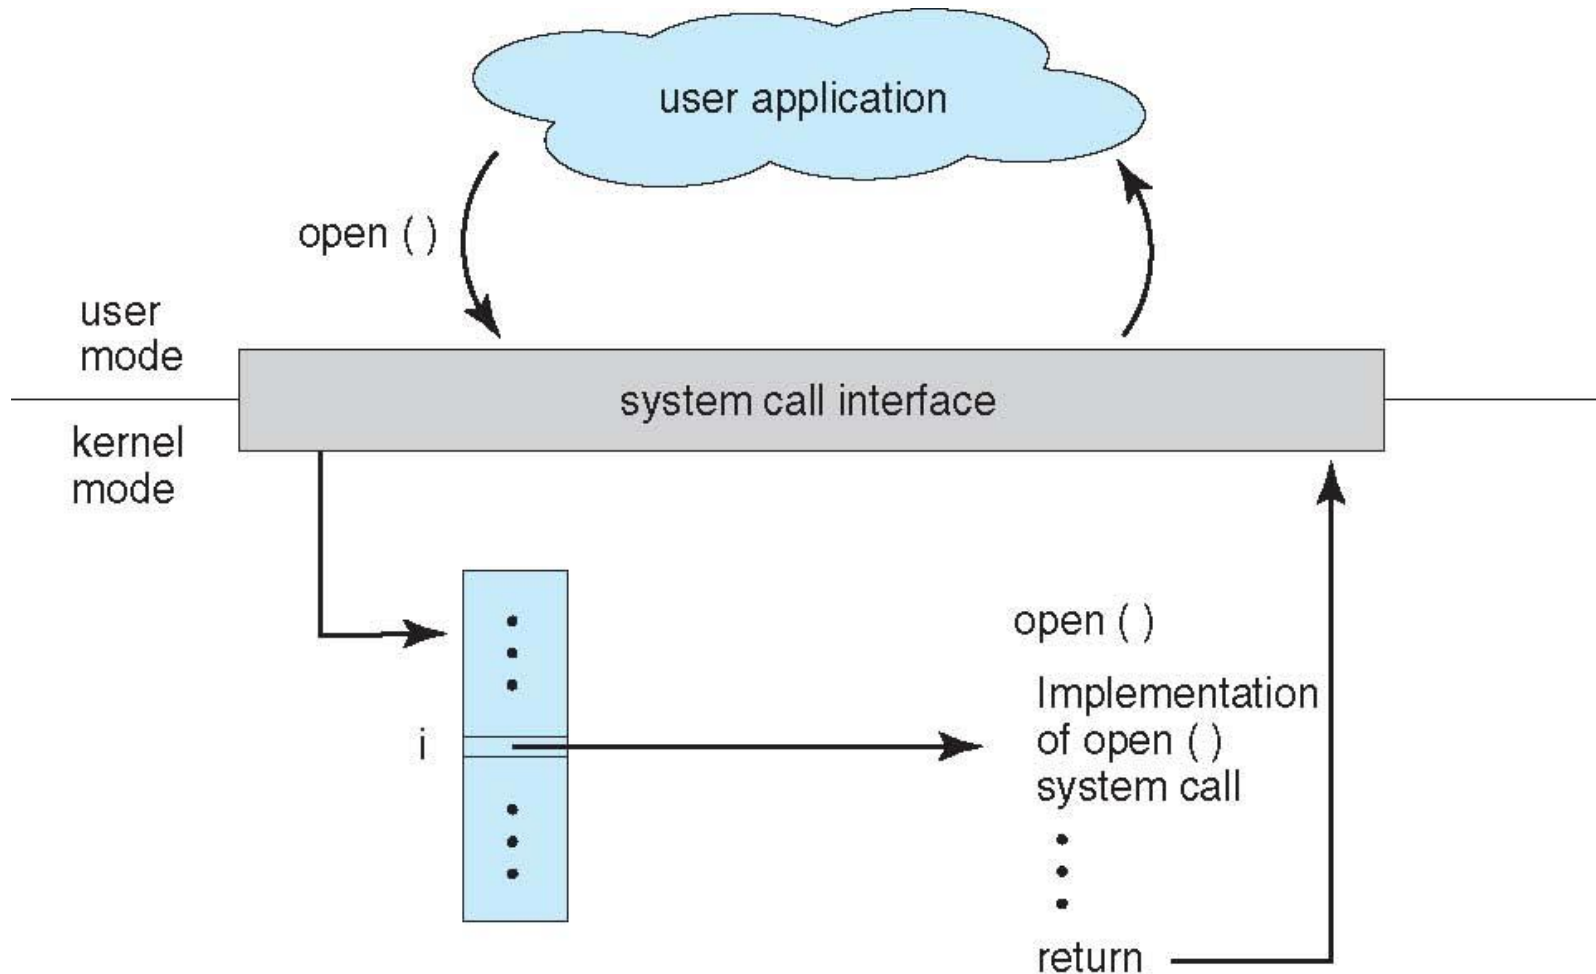 user application
open ( )
user
mode
system call interface
kernel
mode
open ( )
Implementation
of open ( )
system call
i
return